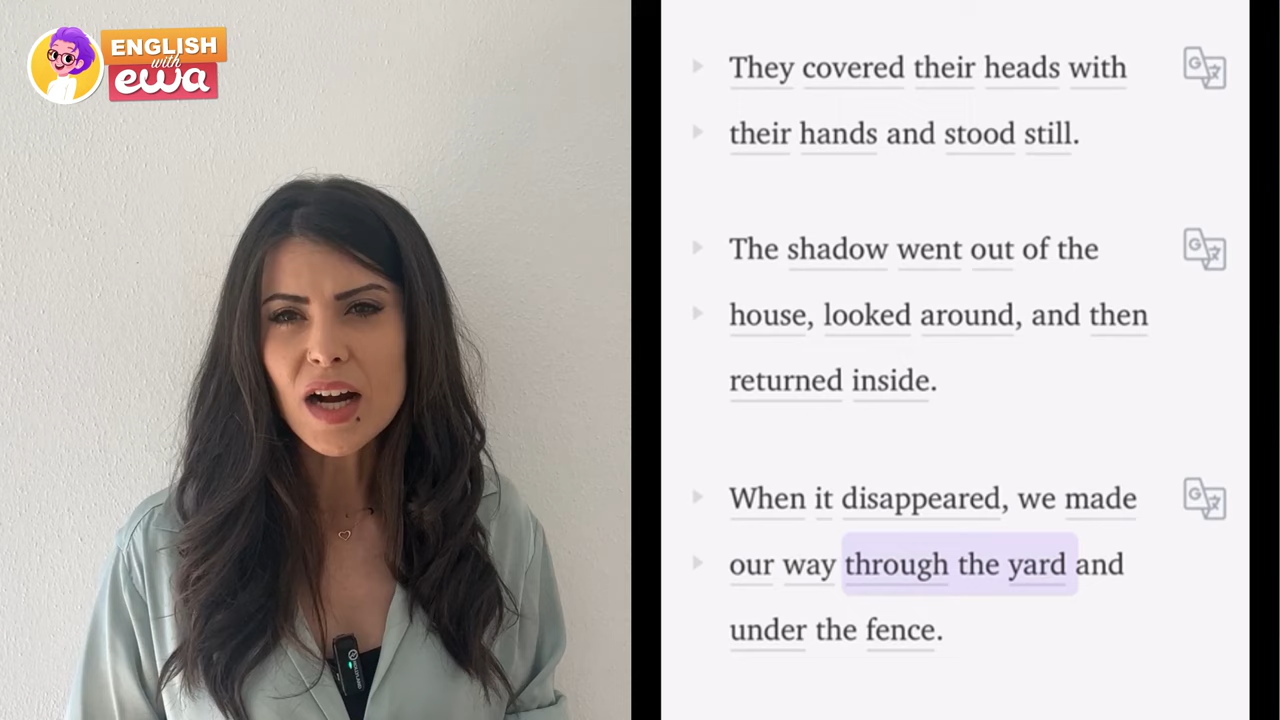 ENGLISH
with
ewa
They covered their heads with
their hands and stood still.
The shadow went out of the
house, looked around, and then
returned inside.
When it disappeared, we made
our way through the yard and
under the fence.